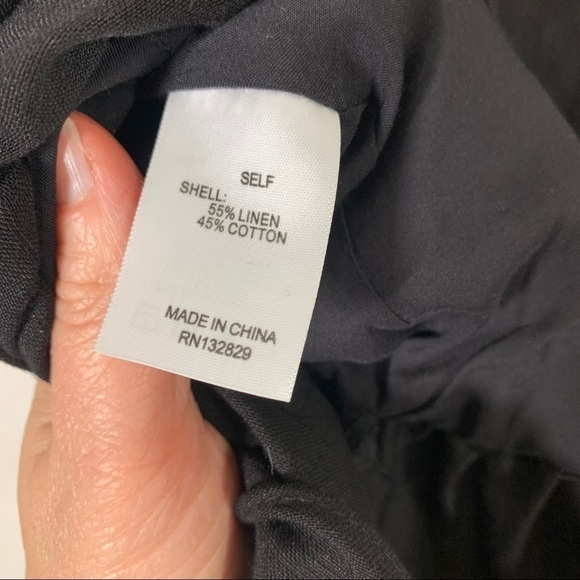 SELF
SHELL:
55% LINEN
45% COTTON
MADE IN CHINA
RN132829